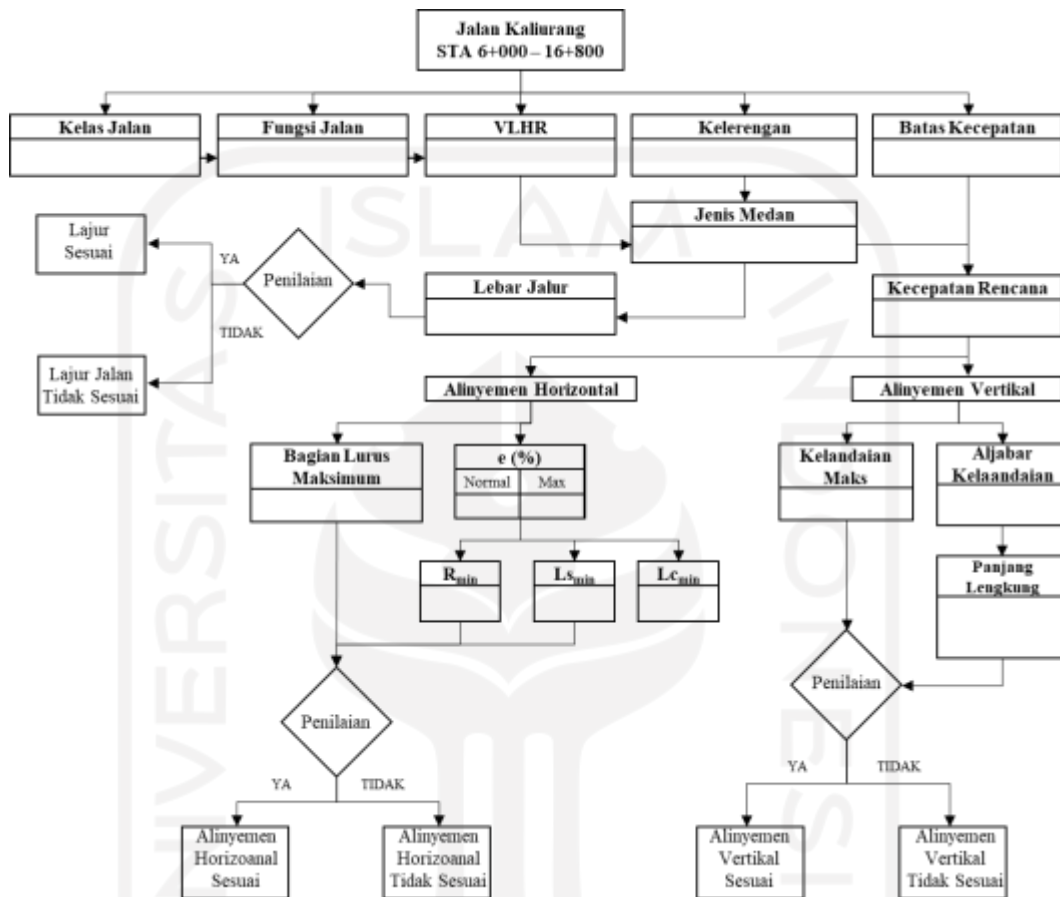 Jalan Kaliurang
STA 6+000 – 16+800
Kelas Jalan
Fungsi Jalan
VLHR
Kelerengan
Batas Kecepatan
Jenis Medan
Lajur
Sesuai
YA
Penilaian
Lebar Jalur
Kecepatan Rencana
TIDAK
Lajur Jalan
Tidak Sesuai
Alinyemen Horizontal
Alinyemen Vertikal
Bagian Lurus
Maksimum
e (%)
Normal
Max
Kelandaian
Maks
Aljabar
Kelaandaian
Rmin
Lsmin
Lcmin
Panjang
Lengkung
Penilaian
Penilaian
YA
TIDAK
YA
TIDAK
Alinyemen
Horizoanal
Sesuai
Alinyemen
Horizoanal
Tidak Sesuai
Alinyemen
Vertikal
Sesuai
Alinyemen
Vertikal
Tidak Sesuai
UNIVERSITAS
ISLAM
INDONESIA